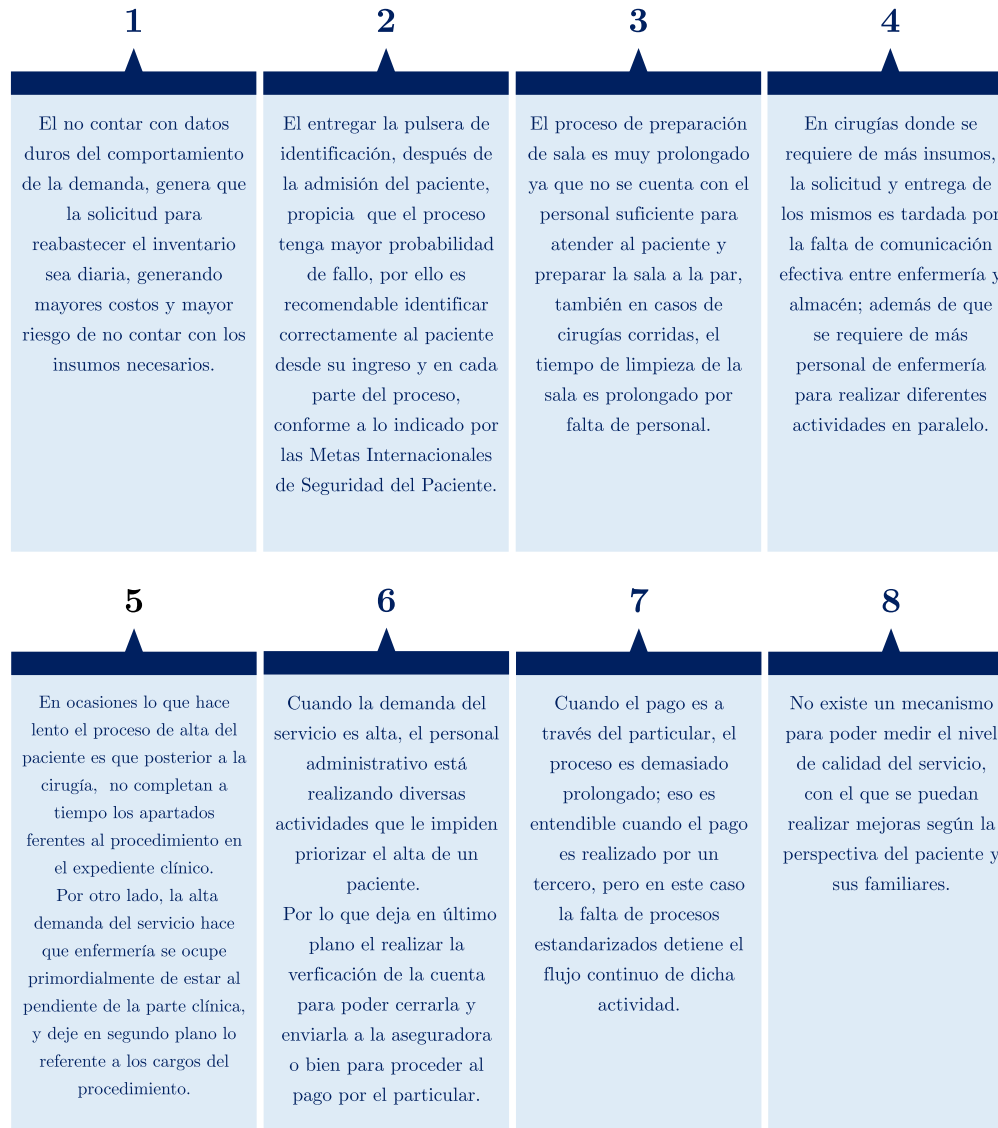 1
El no contar con datos
duros del comportamiento
de la demanda, genera que
la solicitud para
reabastecer el inventario
sea diaria, generando
mayores costos y mayor
riesgo de no contar con los
insumos necesarios.
2
El entregar la pulsera de
identificación, después de
la admisión del paciente,
propicia que el proceso
tenga mayor probabilidad
de fallo, por ello es
recomendable identificar
correctamente al paciente
desde su ingreso y en cada
parte del proceso,
conforme a lo indicado por
las Metas Internacionales
de Seguridad del Paciente.
3
El proceso de preparación
de sala es muy prolongado
ya que no se cuenta con el
personal suficiente para
atender al paciente y
preparar la sala a la par,
también en casos de
cirugías corridas, el
tiempo de limpieza de la
sala es prolongado por
falta de personal.
4
En cirugías donde se
requiere de más insumos,
la solicitud y entrega de
los mismos es tardada por
la falta de comunicación
efectiva entre enfermería y
almacén; además de que
se requiere de más
personal de enfermería
para realizar diferentes
actividades en paralelo.
5
En ocasiones lo que hace
lento el proceso de alta del
paciente es que posterior a la
cirugía, no completan a
tiempo los apartados
ferentes al procedimiento en
el expediente clínico.
Por otro lado, la alta
demanda del servicio hace
que enfermería se ocupe
primordialmente de estar al
pendiente de la parte clínica,
y deje en segundo plano lo
referente a los cargos del
procedimiento.
6
Cuando la demanda del
servicio es alta, el personal
administrativo está
realizando diversas
actividades que le impiden
priorizar el alta de un
paciente.
Por lo que deja en último
plano el realizar la
verficación de la cuenta
para poder cerrarla y
enviarla a la aseguradora
o bien para proceder al
pago por el particular.
7
Cuando el pago es a
través del particular, el
proceso es demasiado
prolongado; eso es
entendible cuando el pago
es realizado por un
tercero, pero en este caso
la falta de procesos
estandarizados detiene el
flujo continuo de dicha
actividad.
8
No existe un mecanismo
para poder medir el nivel
de calidad del servicio,
con el que se puedan
realizar mejoras según la
perspectiva del paciente y
sus familiares.